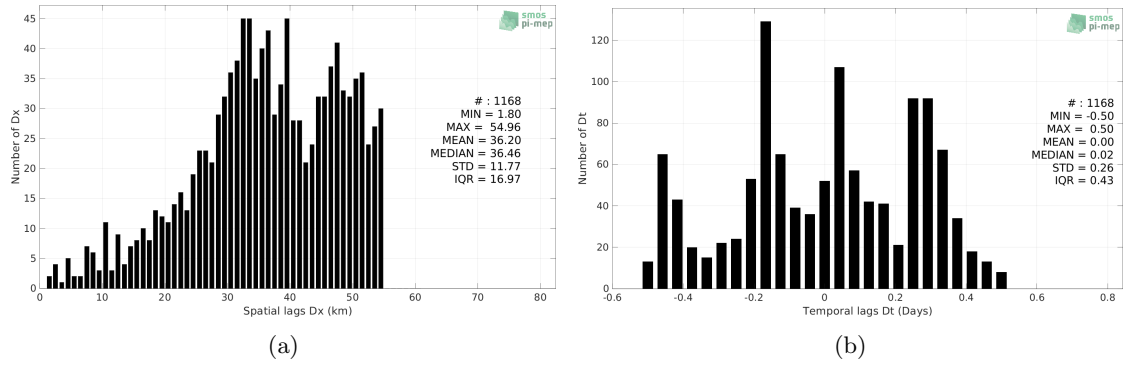 smos
pi-mep
45
40
35
30
25
20
15
10
5
0
Number of Dx
# : 1168
MIN = 1.80
MAX = 54.96
MEAN = 36.20
MEDIAN = 36.46
STD = 11.77
IQR = 16.97
0 10 20 30 40 50 60 70 80
Spatial lags Dx (km)
(a)
smos
pi-mep
120
100
80
60
40
20
0
Number of Dt
# : 1168
MIN = -0.50
MAX = 0.50
MEAN = 0.00
MEDIAN = 0.02
STD = 0.26
IQR = 0.43
-0.6 -0.4 -0.2 0 0.2 0.4 0.6 0.8
Temporal lags Dt (Days)
(b)